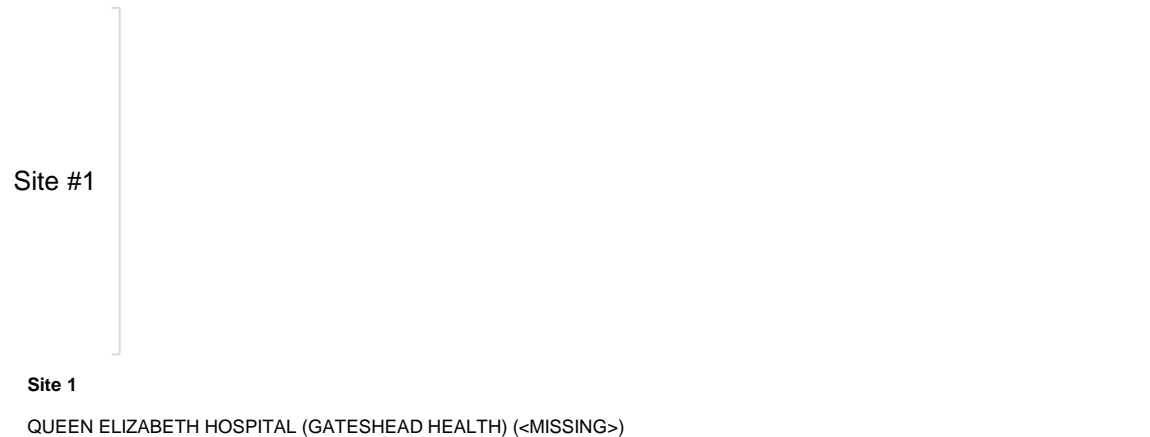 Site #1
Site 1
QUEEN ELIZABETH HOSPITAL (GATESHEAD HEALTH) (<MISSING>)